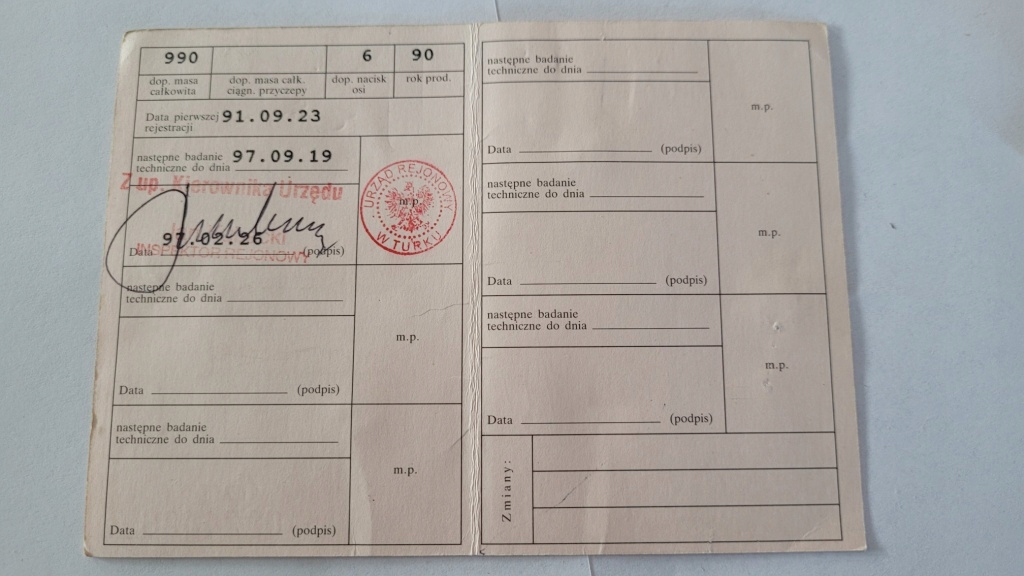 990 6 90
dop. masa całkowita dop. masa całk. ciągn. przyczepy dop. nacisk osi rok prod.
Data pierwszej rejestracji 91.09.23
następne badanie
techniczne do dnia 97.09.19
Z up. Kierownika Urzędu
URZĄD REJONOWY
W TURKU
m.p.
97.02.26
INSPEKTOR REJONOWY
Data (podpis)
następne badanie
techniczne do dnia
m.p.
Data (podpis)
następne badanie
techniczne do dnia
m.p.
Data (podpis)
następne badanie
techniczne do dnia
m.p.
Data (podpis)
następne badanie
techniczne do dnia
m.p.
Data (podpis)
następne badanie
techniczne do dnia
m.p.
Data (podpis)
Zmiany: